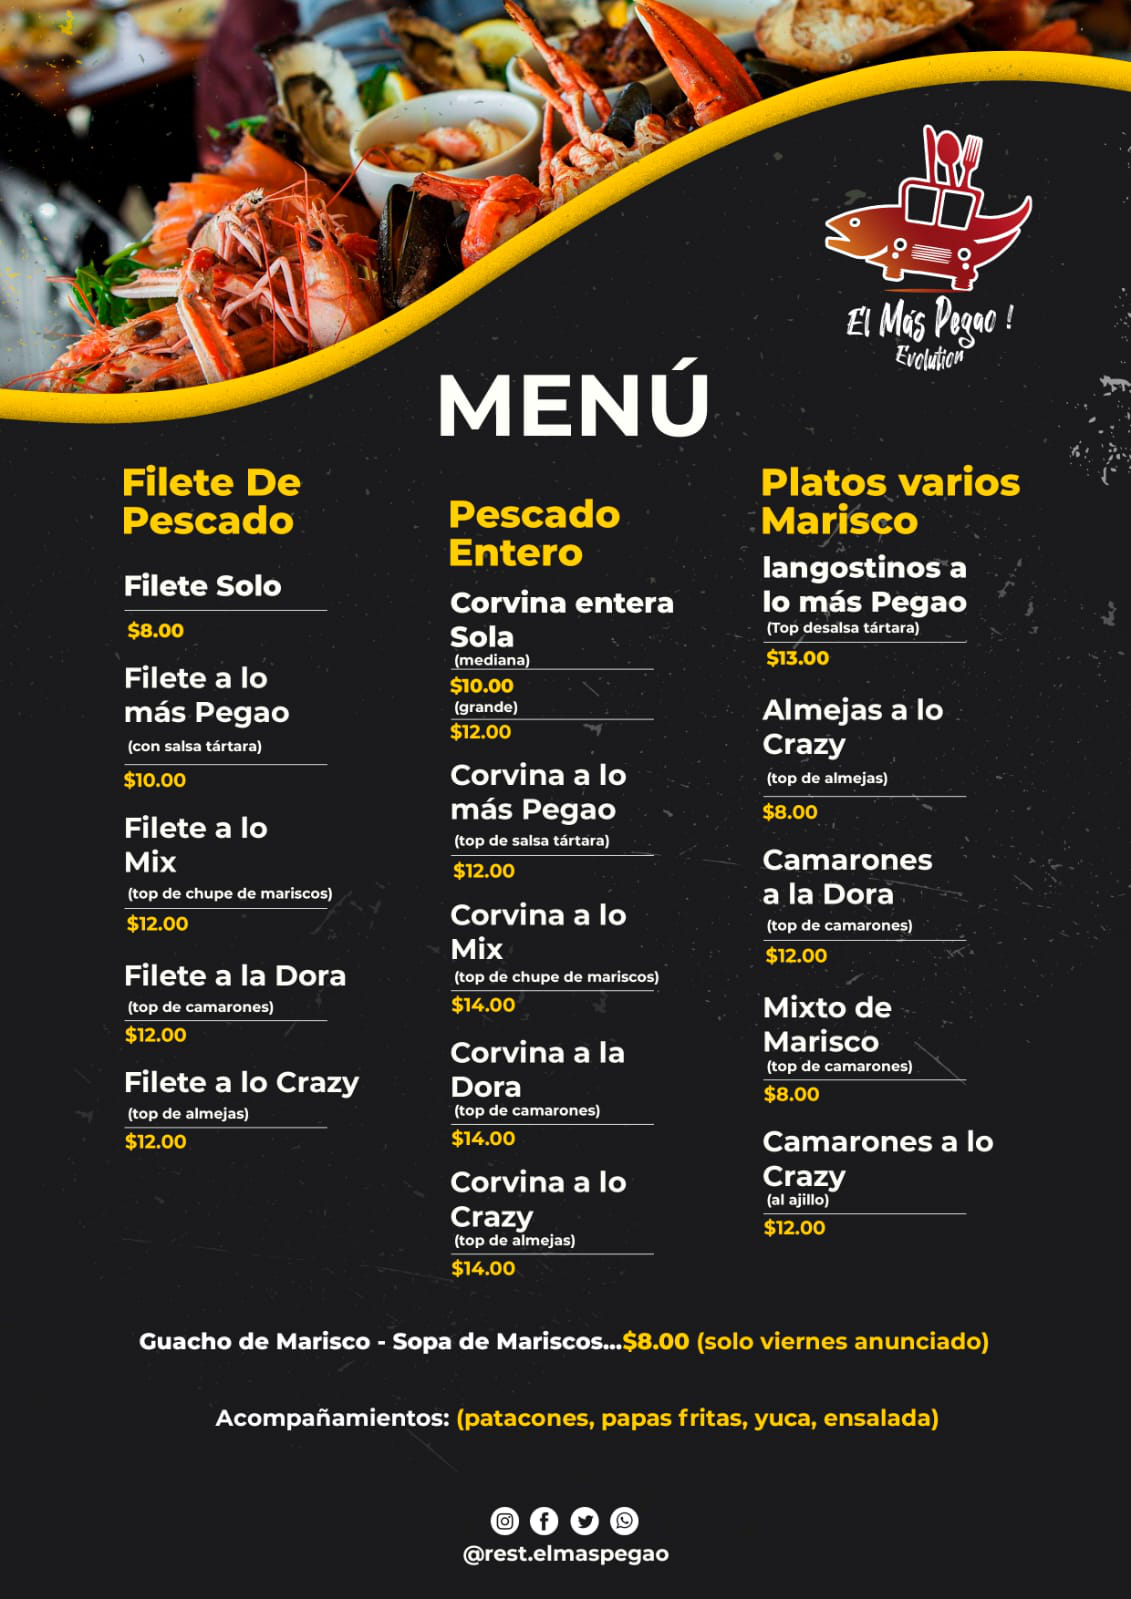 El Más Pegao !
Evolution
MENÚ
Filete De
Pescado
Filete Solo
$8.00
Filete a lo
más Pegao
(con salsa tártara)
$10.00
Filete a lo
Mix
(top de chupe de mariscos)
$12.00
Filete a la Dora
(top de camarones)
$12.00
Filete a lo Crazy
(top de almejas)
$12.00
Pescado
Entero
Corvina entera
Sola
(mediana)
$10.00
(grande)
$12.00
Corvina a lo
más Pegao
(top de salsa tártara)
$12.00
Corvina a lo
Mix
(top de chupe de mariscos)
$14.00
Corvina a la
Dora
(top de camarones)
$14.00
Corvina a lo
Crazy
(top de almejas)
$14.00
Platos varios
Marisco
langostinos a
lo más Pegao
(Top desalsa tártara)
$13.00
Almejas a lo
Crazy
(top de almejas)
$8.00
Camarones
a la Dora
(top de camarones)
$12.00
Mixto de
Marisco
(top de camarones)
$8.00
Camarones a lo
Crazy
(al ajillo)
$12.00
Guacho de Marisco - Sopa de Mariscos...$8.00 (solo viernes anunciado)
Acompañamientos: (patacones, papas fritas, yuca, ensalada)
@rest.elmaspegao